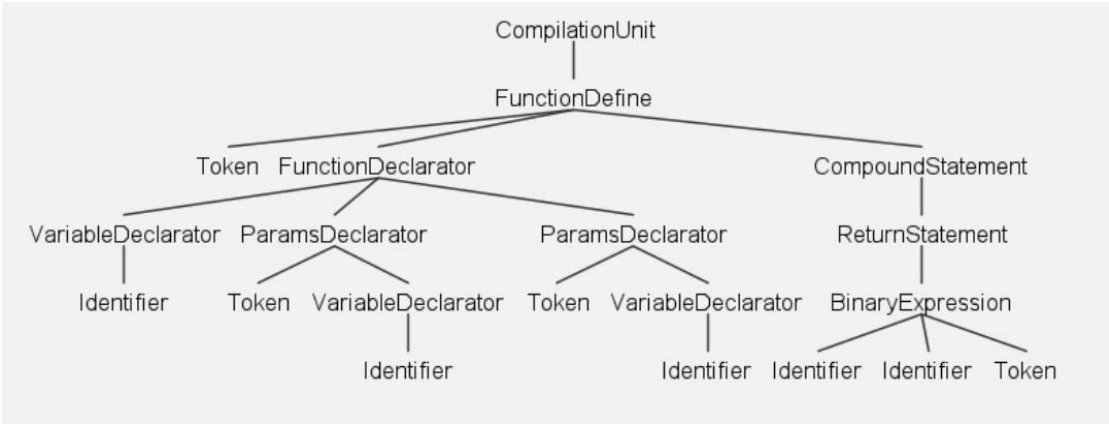 CompilationUnit
FunctionDefine
Token FunctionDeclarator CompoundStatement
VariableDeclarator ParamsDeclarator ParamsDeclarator ReturnStatement
Identifier Token VariableDeclarator Token VariableDeclarator BinaryExpression
Identifier Identifier Identifier Identifier Token